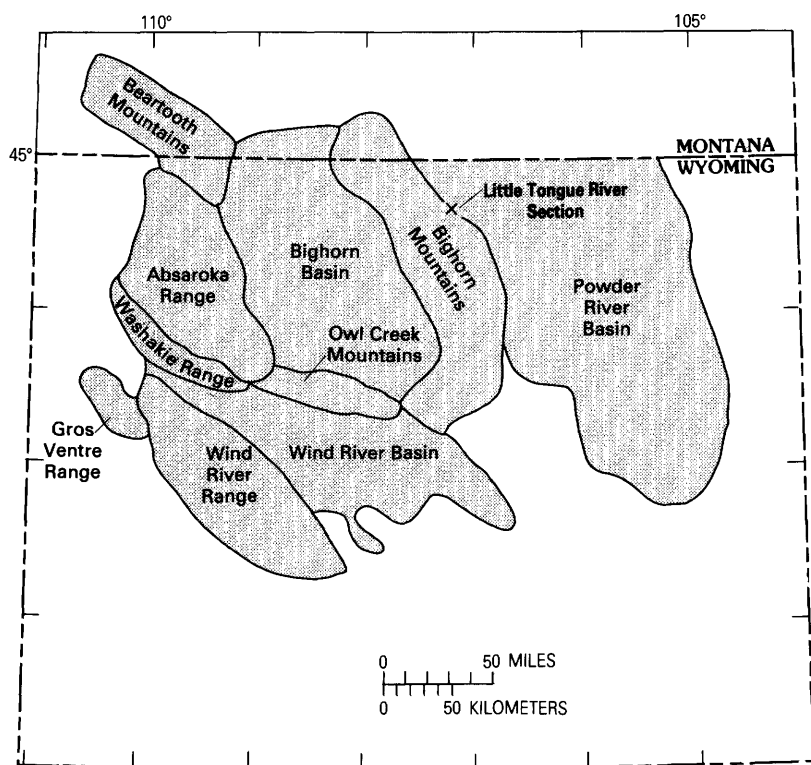 110°
105°
45°
MONTANA
WYOMING
Beartooth
Mountains
Little Tongue River
Section
Bighorn
Basin
Bighorn
Mountains
Absaroka
Range
Powder
River
Basin
Washakie Range
Owl Creek
Mountains
Gros
Ventre
Range
Wind
River
Range
Wind River Basin
0 50 MILES
0 50 KILOMETERS